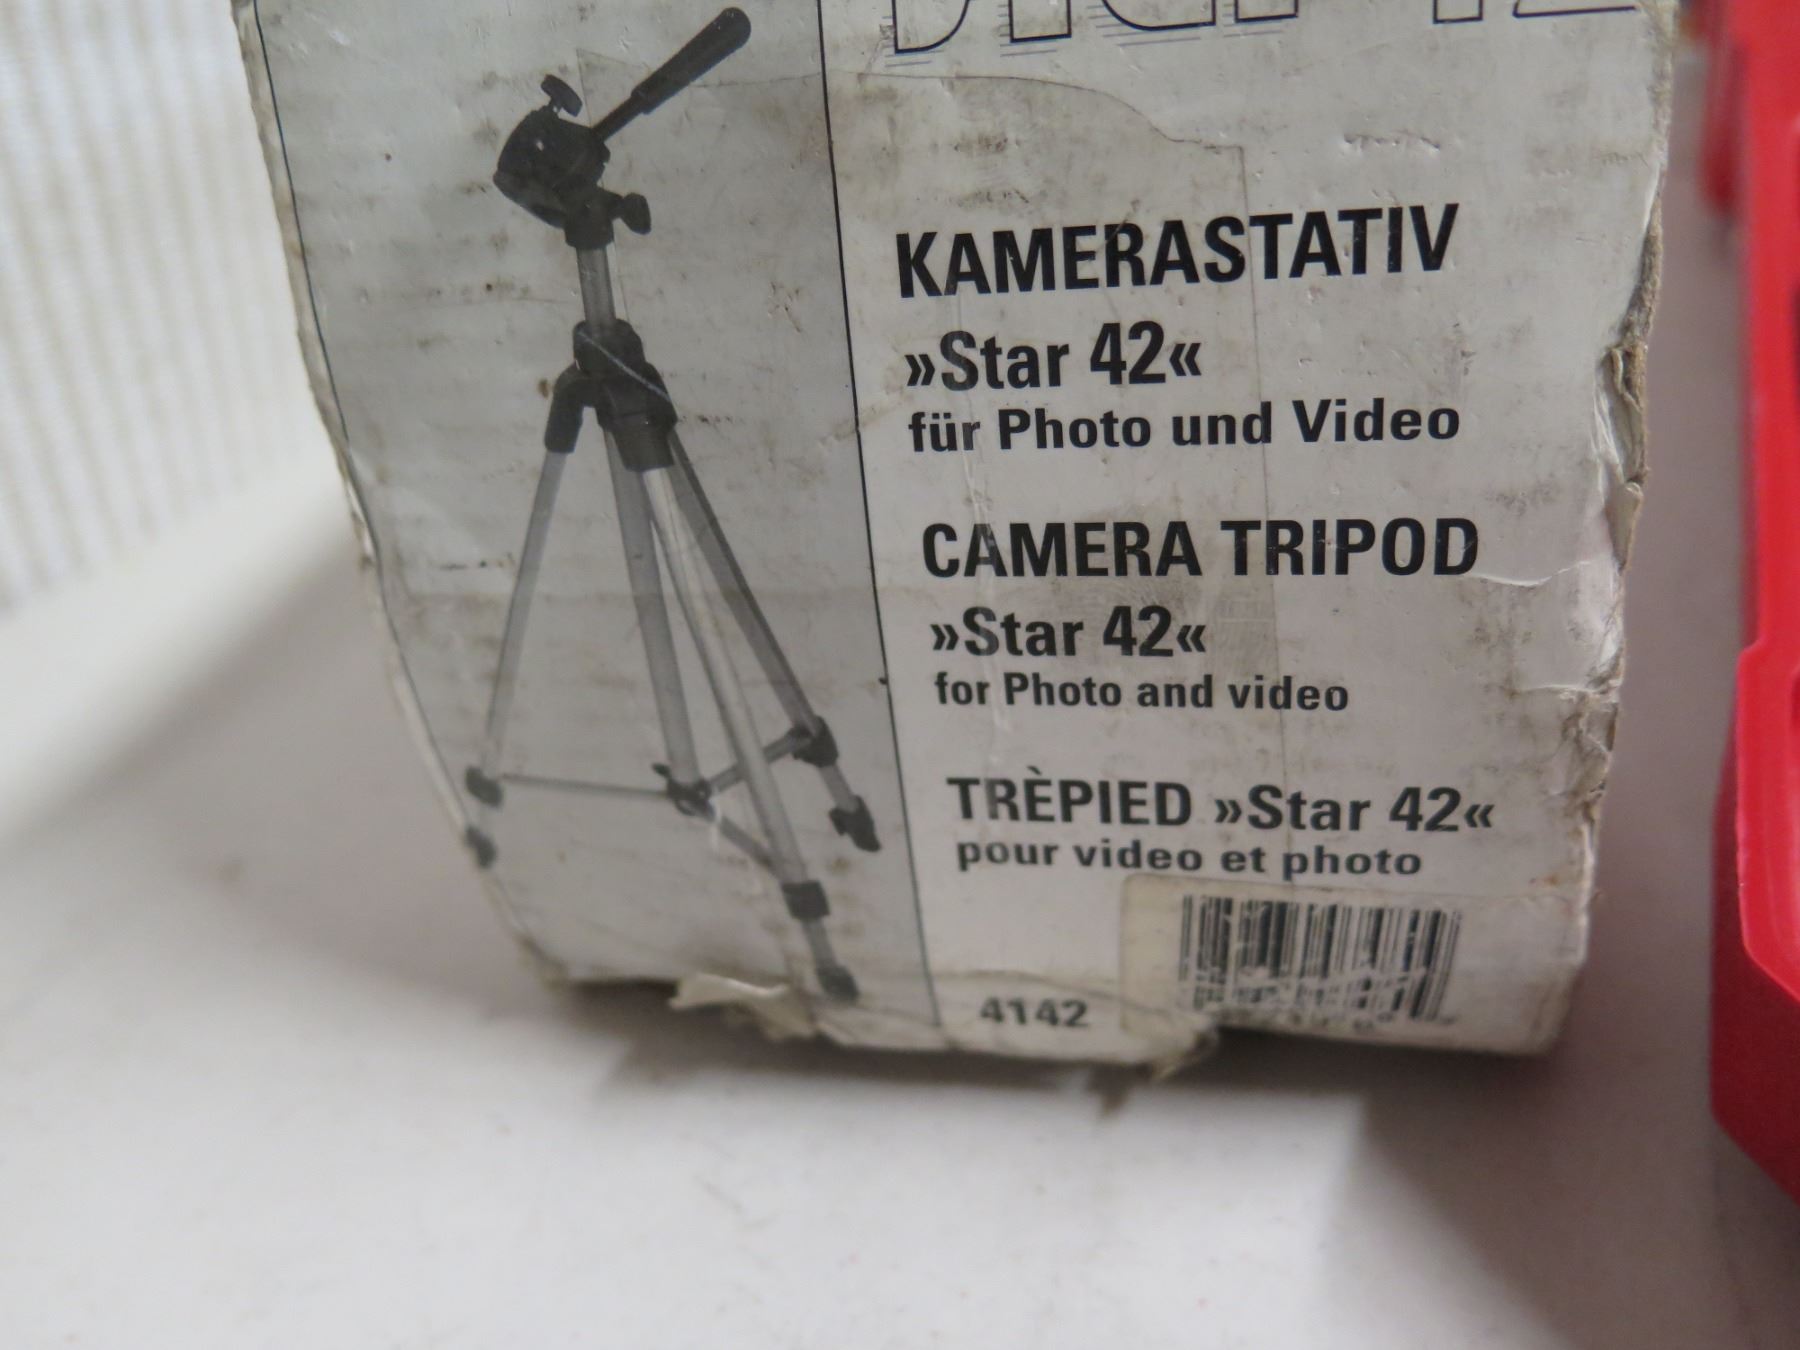 KAMERASTATIV
»Star 42«
für Photo und Video
CAMERA TRIPOD
»Star 42«
for Photo and video
TRÈPIED »Star 42«
pour video et photo
4142